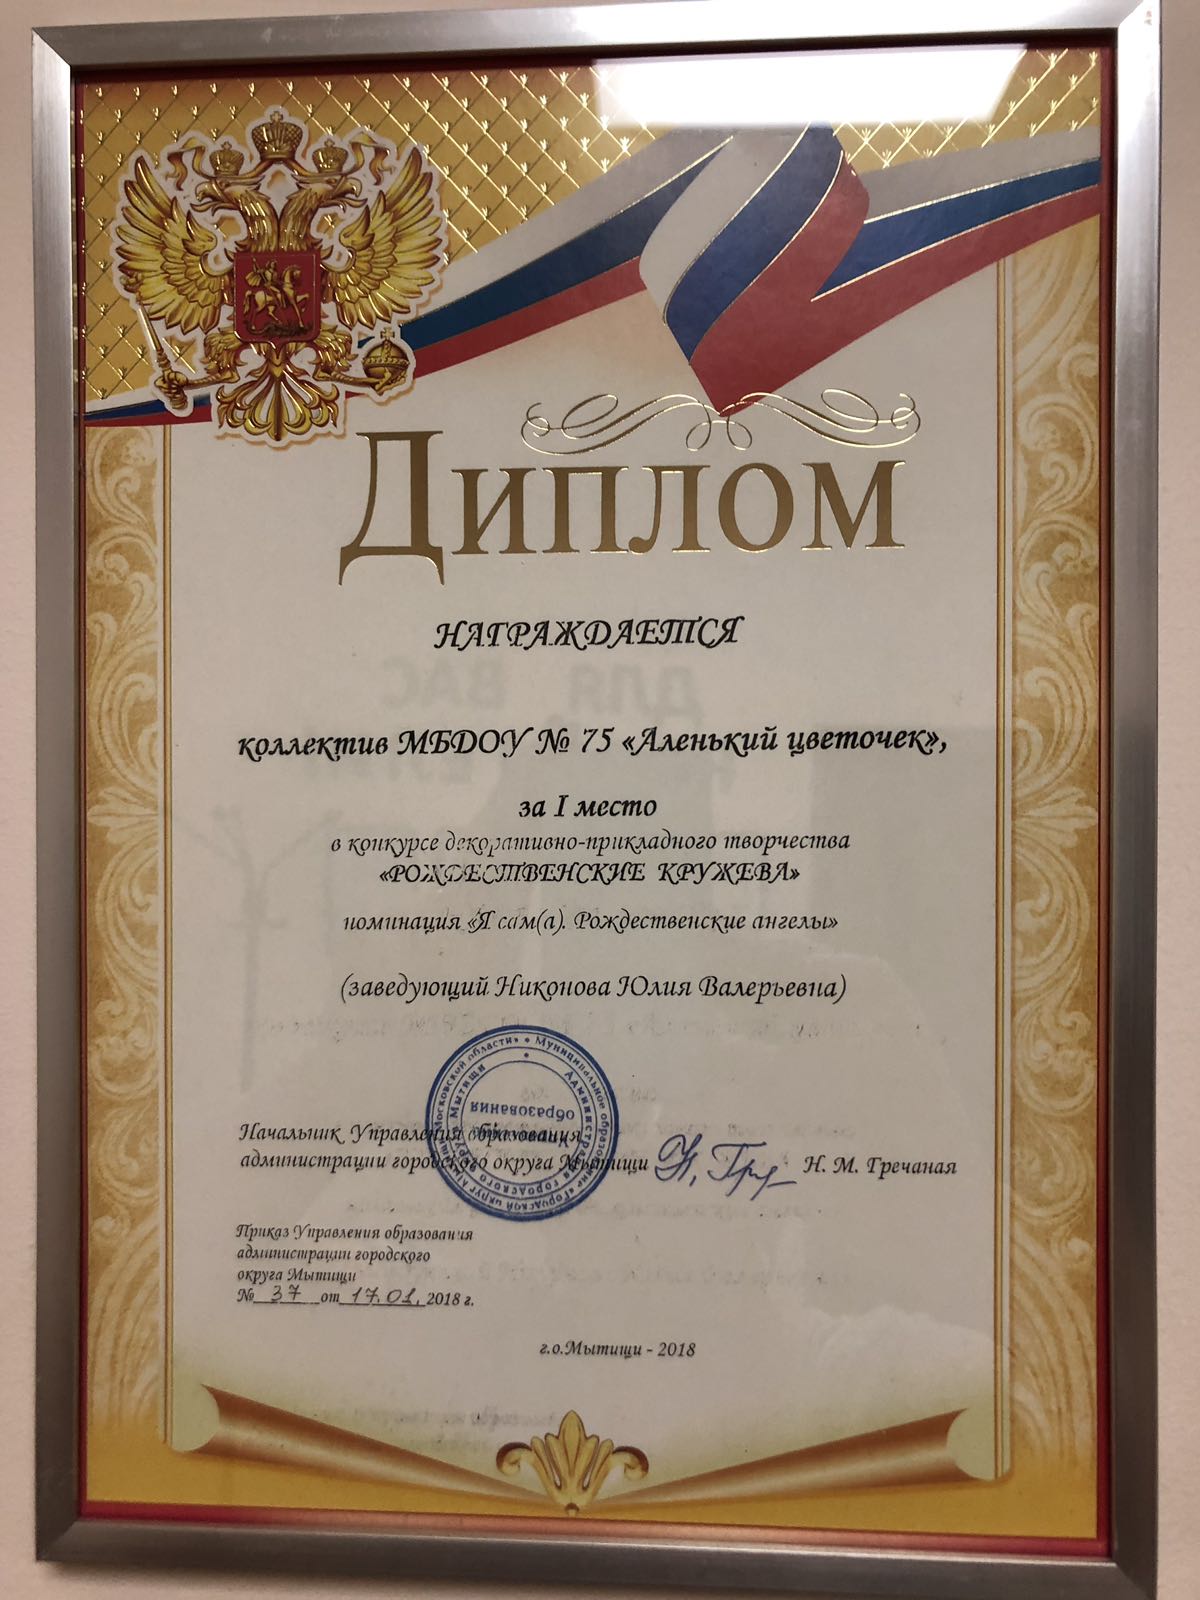 Диплом
НАГРАЖДАЕТСЯ
коллектив МБДОУ № 75 «Аленький цветочек»,
за I место
в конкурсе декоративно-прикладного творчества
«РОЖДЕСТВЕНСКИЕ КРУЖЕВА»
номинация «Я сам(а). Рождественские ангелы»
(заведующий Никонова Юлия Валерьевна)
Начальник Управления образования
администрации городского округа Мытищи Н. М. Гречаная
Приказ Управления образования
администрации городского
округа Мытищи
№ 37 от 17.01. 2018 г.
г.о.Мытищи - 2018